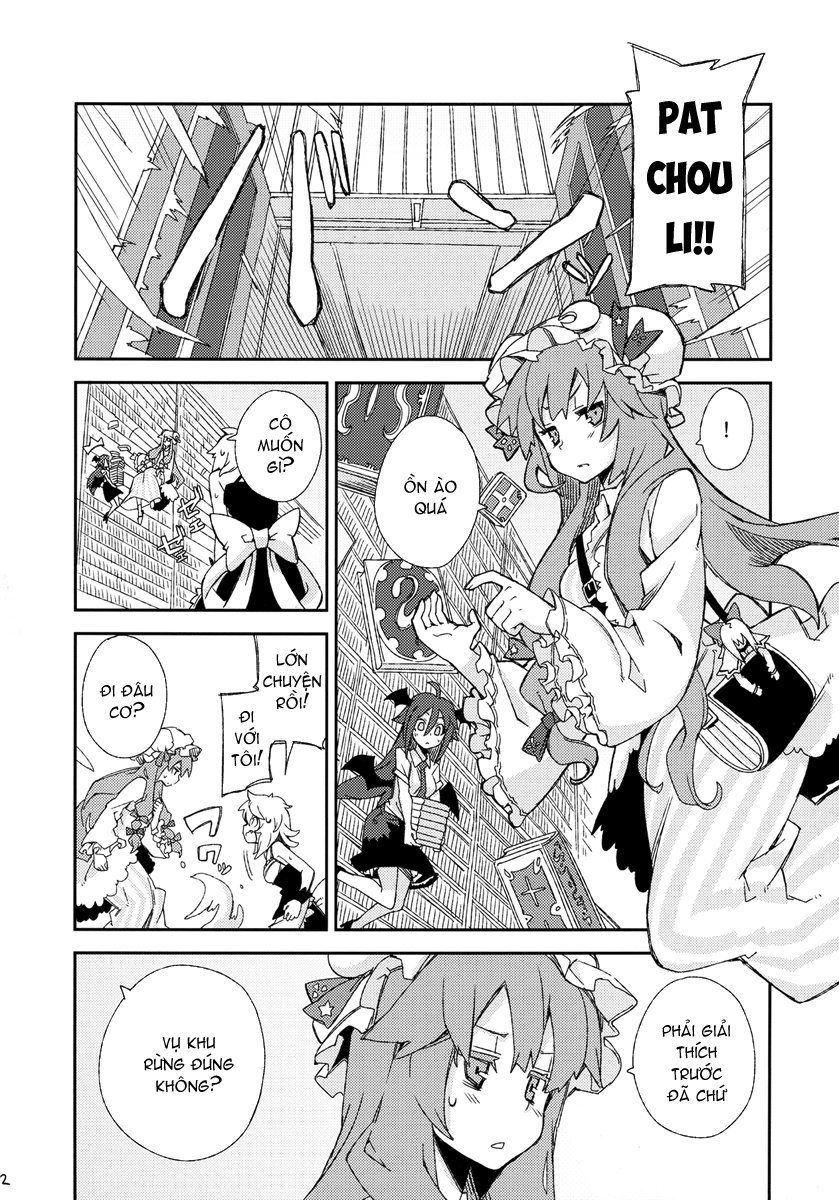 PAT
CHOU
LI!!
!
ỒN ÀO
QUÁ
CÔ
MUỐN
GÌ?
LỚN
CHUYỆN
RỒI!
ĐI
VỚI
TÔI!
ĐI ĐÂU
CƠ?
PHẢI GIẢI
THÍCH
TRƯỚC
ĐÃ CHỨ
VỤ KHU
RỪNG ĐÚNG
KHÔNG?
2